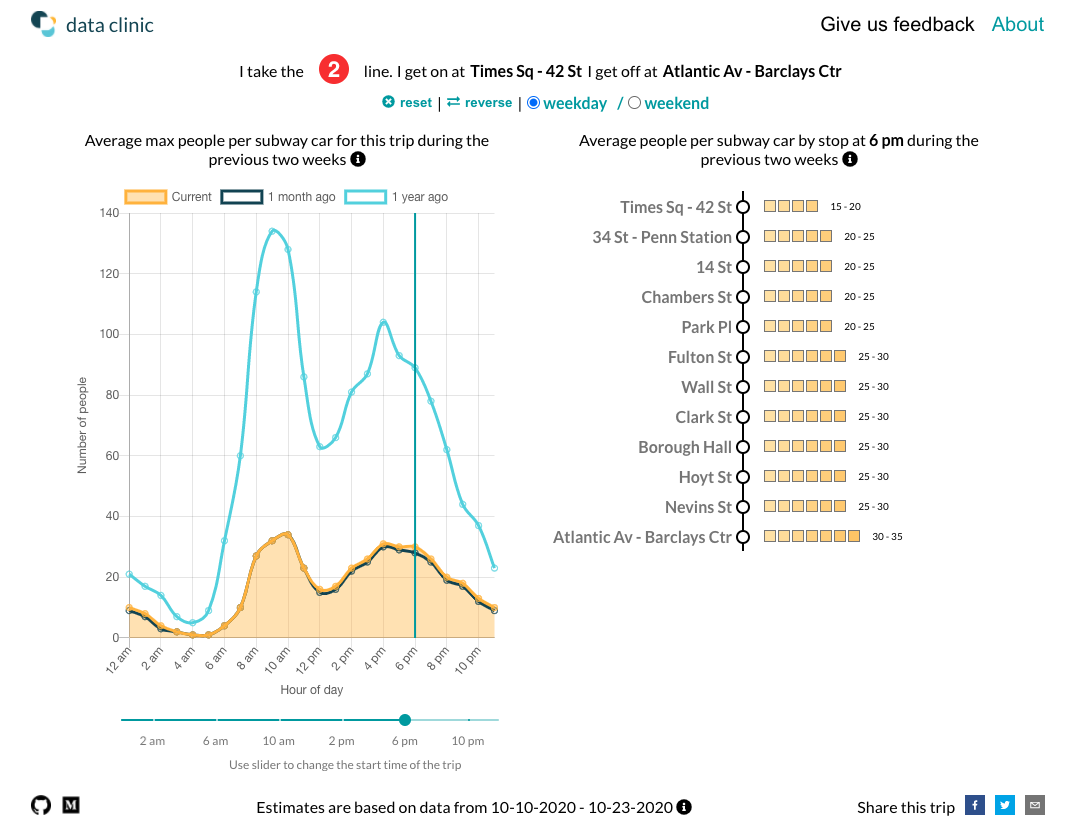 data clinic
Give us feedback About
I take the 2 line. I get on at Times Sq - 42 St I get off at Atlantic Av - Barclays Ctr
reset | reverse | weekday / weekend
Average max people per subway car for this trip during the
previous two weeks
Current 1 month ago 1 year ago
140
120
100
80
60
40
20
0
Number of people
12 am 2 am 4 am 6 am 8 am 10 am 12 pm 2 pm 4 pm 6 pm 8 pm 10 pm
Hour of day
2 am 6 am 10 am 2 pm 6 pm 10 pm
Use slider to change the start time of the trip
Average people per subway car by stop at 6 pm during the
previous two weeks
Times Sq - 42 St 15 - 20
34 St - Penn Station 20 - 25
14 St 20 - 25
Chambers St 20 - 25
Park Pl 20 - 25
Fulton St 25 - 30
Wall St 25 - 30
Clark St 25 - 30
Borough Hall 25 - 30
Hoyt St 25 - 30
Nevins St 25 - 30
Atlantic Av - Barclays Ctr 30 - 35
Estimates are based on data from 10-10-2020 - 10-23-2020
Share this trip